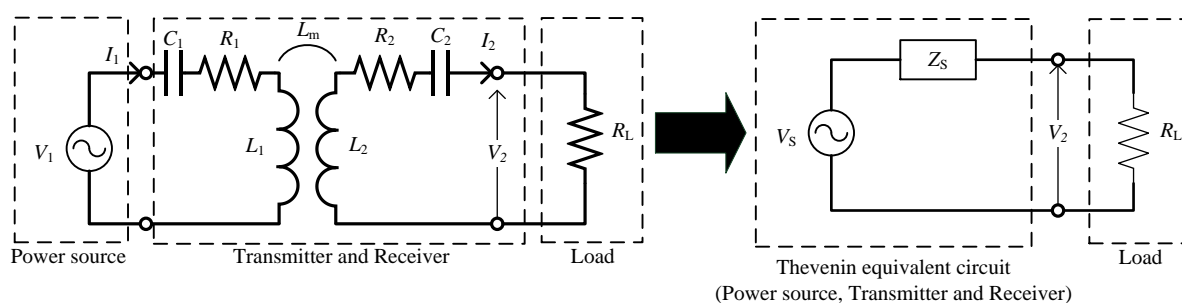 C1 R1 Lm R2 C2
I1 I2
V1 L1 L2 V2 RL
Power source Transmitter and Receiver Load
ZS
VS V2 RL
Thevenin equivalent circuit
(Power source, Transmitter and Receiver)
Load